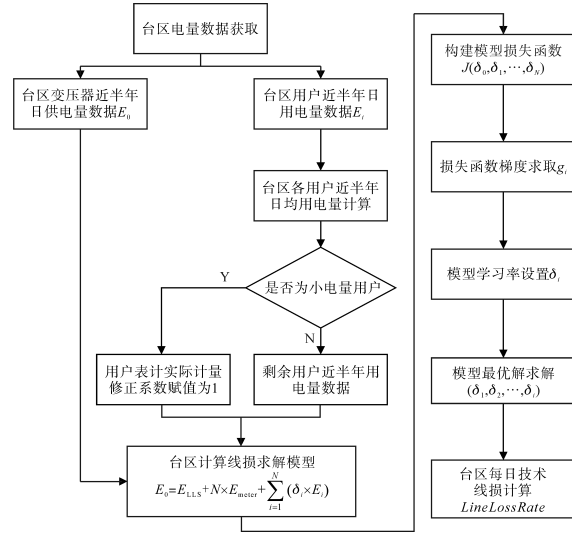 台区电量数据获取
台区变压器近半年
日供电量数据E₀
台区用户近半年日
用电量数据Eᵢ
台区各用户近半年
日均用电量计算
是否为小电量用户
Y
N
用户表计实际计量
修正系数赋值为1
剩余用户近半年用
电量数据
台区计算线损求解模型
E₀=E_LLS+N×E_meter+∑_{i=1}^{N}(δᵢ×Eᵢ)
构建模型损失函数
J(δ₀,δ₁,⋯,δ_N)
损失函数梯度求取gᵢ
模型学习率设置δᵢ
模型最优解求解
(δ₁,δ₂,⋯,δᵢ)
台区每日技术
线损计算
LineLossRate